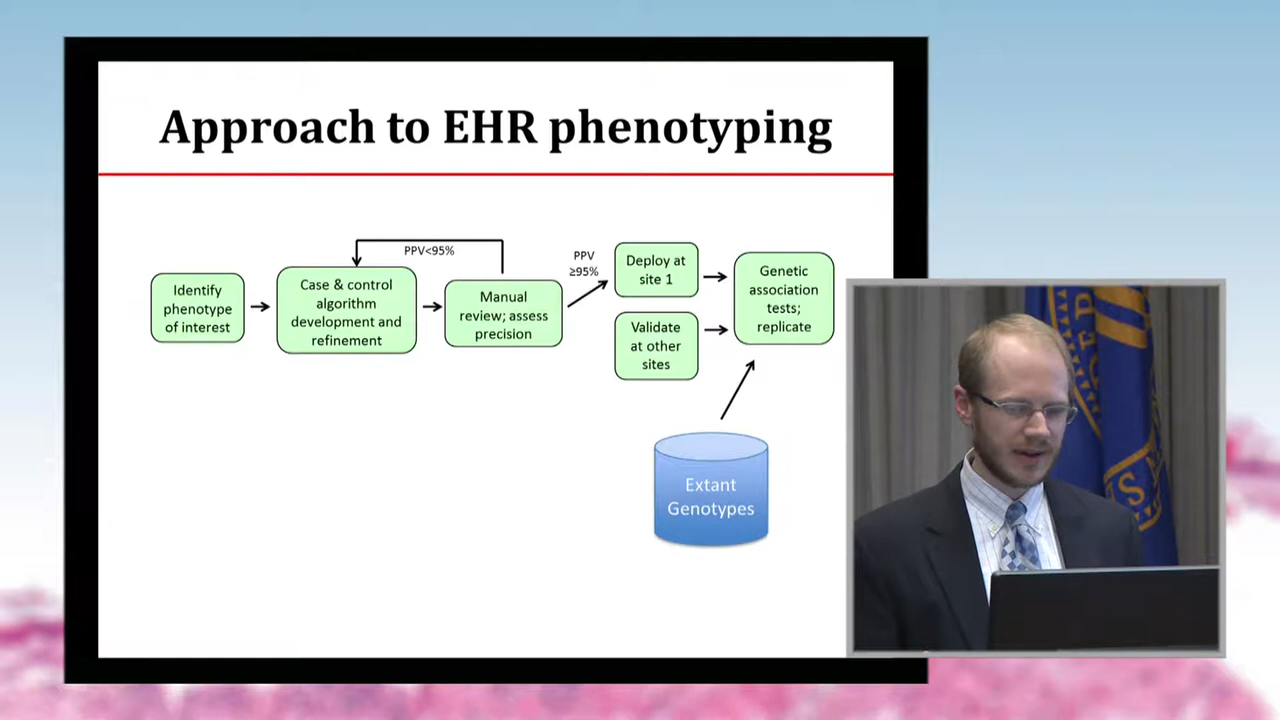 Approach to EHR phenotyping
PPV<95%
PPV
≥95%
Identify
phenotype
of interest
Case & control
algorithm
development and
refinement
Manual
review; assess
precision
Deploy at
site 1
Validate
at other
sites
Genetic
association
tests;
replicate
Extant
Genotypes